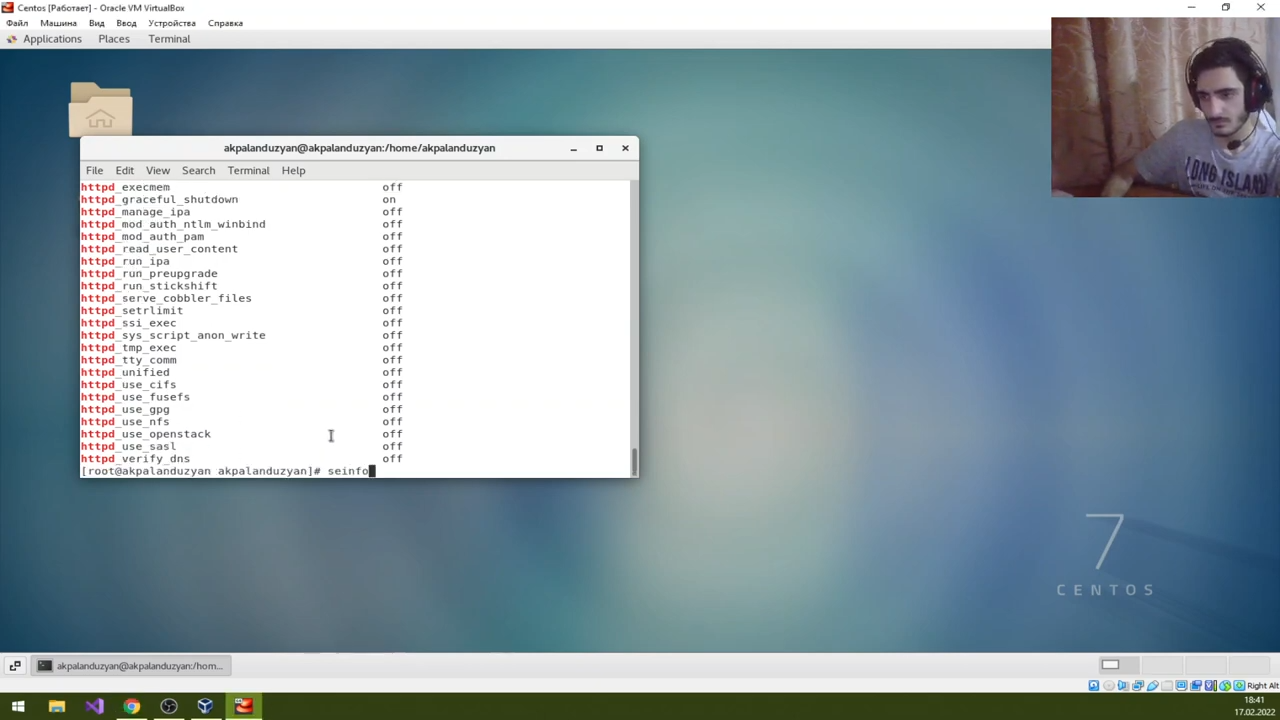 Centos [Работает] - Oracle VM VirtualBox
Файл Машина Вид Ввод Устройства Справка
Applications Places Terminal
LONG ISLAND
akpalanduzyan@akpalanduzyan:/home/akpalanduzyan
File Edit View Search Terminal Help
httpd_execmem off
httpd_graceful_shutdown on
httpd_manage_ipa off
httpd_mod_auth_ntlm_winbind off
httpd_mod_auth_pam off
httpd_read_user_content off
httpd_run_ipa off
httpd_run_preupgrade off
httpd_run_stickshift off
httpd_serve_cobbler_files off
httpd_setrlimit off
httpd_ssi_exec off
httpd_sys_script_anon_write off
httpd_tmp_exec off
httpd_tty_comm off
httpd_unified off
httpd_use_cifs off
httpd_use_fusefs off
httpd_use_gpg off
httpd_use_nfs off
httpd_use_openstack off
httpd_use_sasl off
httpd_verify_dns off
[root@akpalanduzyan akpalanduzyan]# seinfo
7
CENTOS
akpalanduzyan@akpalanduzyan:/hom...
Right Alt
18:41
17.02.2022